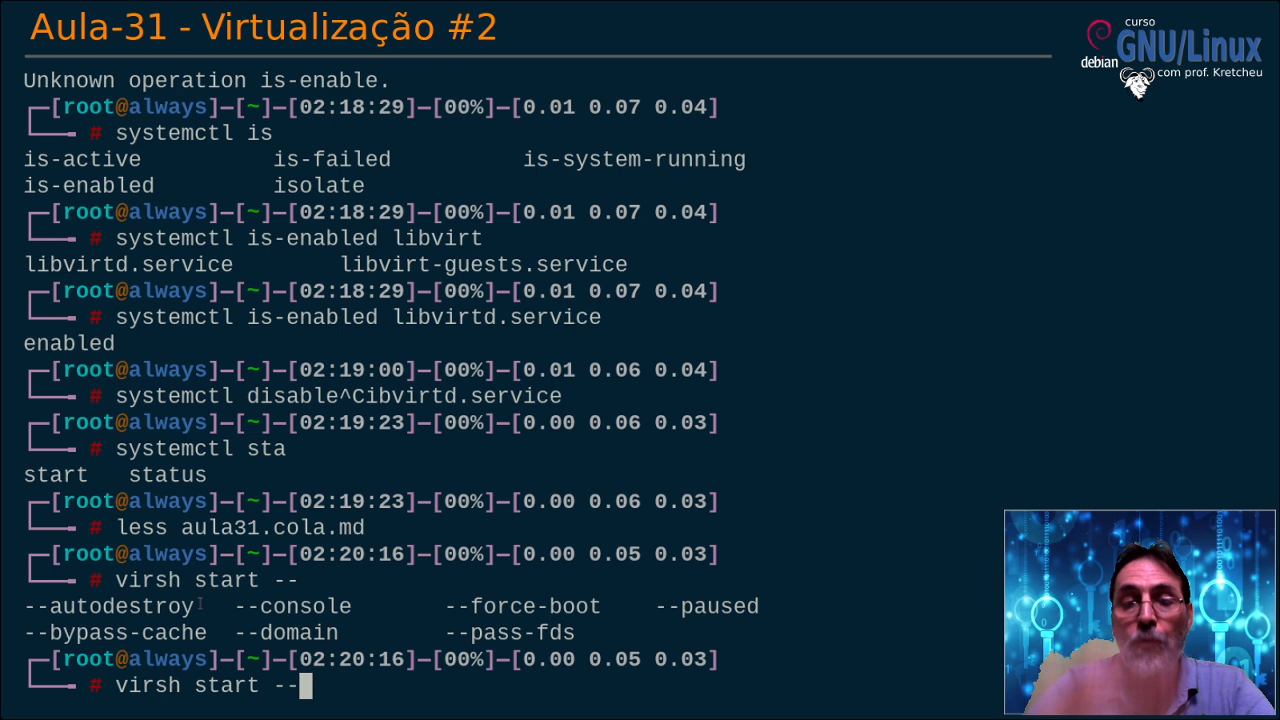 Aula-31 - Virtualização #2
curso
debian GNU/Linux
com prof. Kretcheu
Unknown operation is-enable.
[root@always]—[~]—[02:18:29]—[00%]—[0.01 0.07 0.04]
# systemctl is
is-active is-failed is-system-running
is-enabled isolate
[root@always]—[~]—[02:18:29]—[00%]—[0.01 0.07 0.04]
# systemctl is-enabled libvirt
libvirtd.service libvirt-guests.service
[root@always]—[~]—[02:18:29]—[00%]—[0.01 0.07 0.04]
# systemctl is-enabled libvirtd.service
enabled
[root@always]—[~]—[02:19:00]—[00%]—[0.01 0.06 0.04]
# systemctl disable^Cibvirtd.service
[root@always]—[~]—[02:19:23]—[00%]—[0.00 0.06 0.03]
# systemctl sta
start status
[root@always]—[~]—[02:19:23]—[00%]—[0.00 0.06 0.03]
# less aula31.cola.md
[root@always]—[~]—[02:20:16]—[00%]—[0.00 0.05 0.03]
# virsh start --
--autodestroy --console --force-boot --paused
--bypass-cache --domain --pass-fds
[root@always]—[~]—[02:20:16]—[00%]—[0.00 0.05 0.03]
# virsh start --